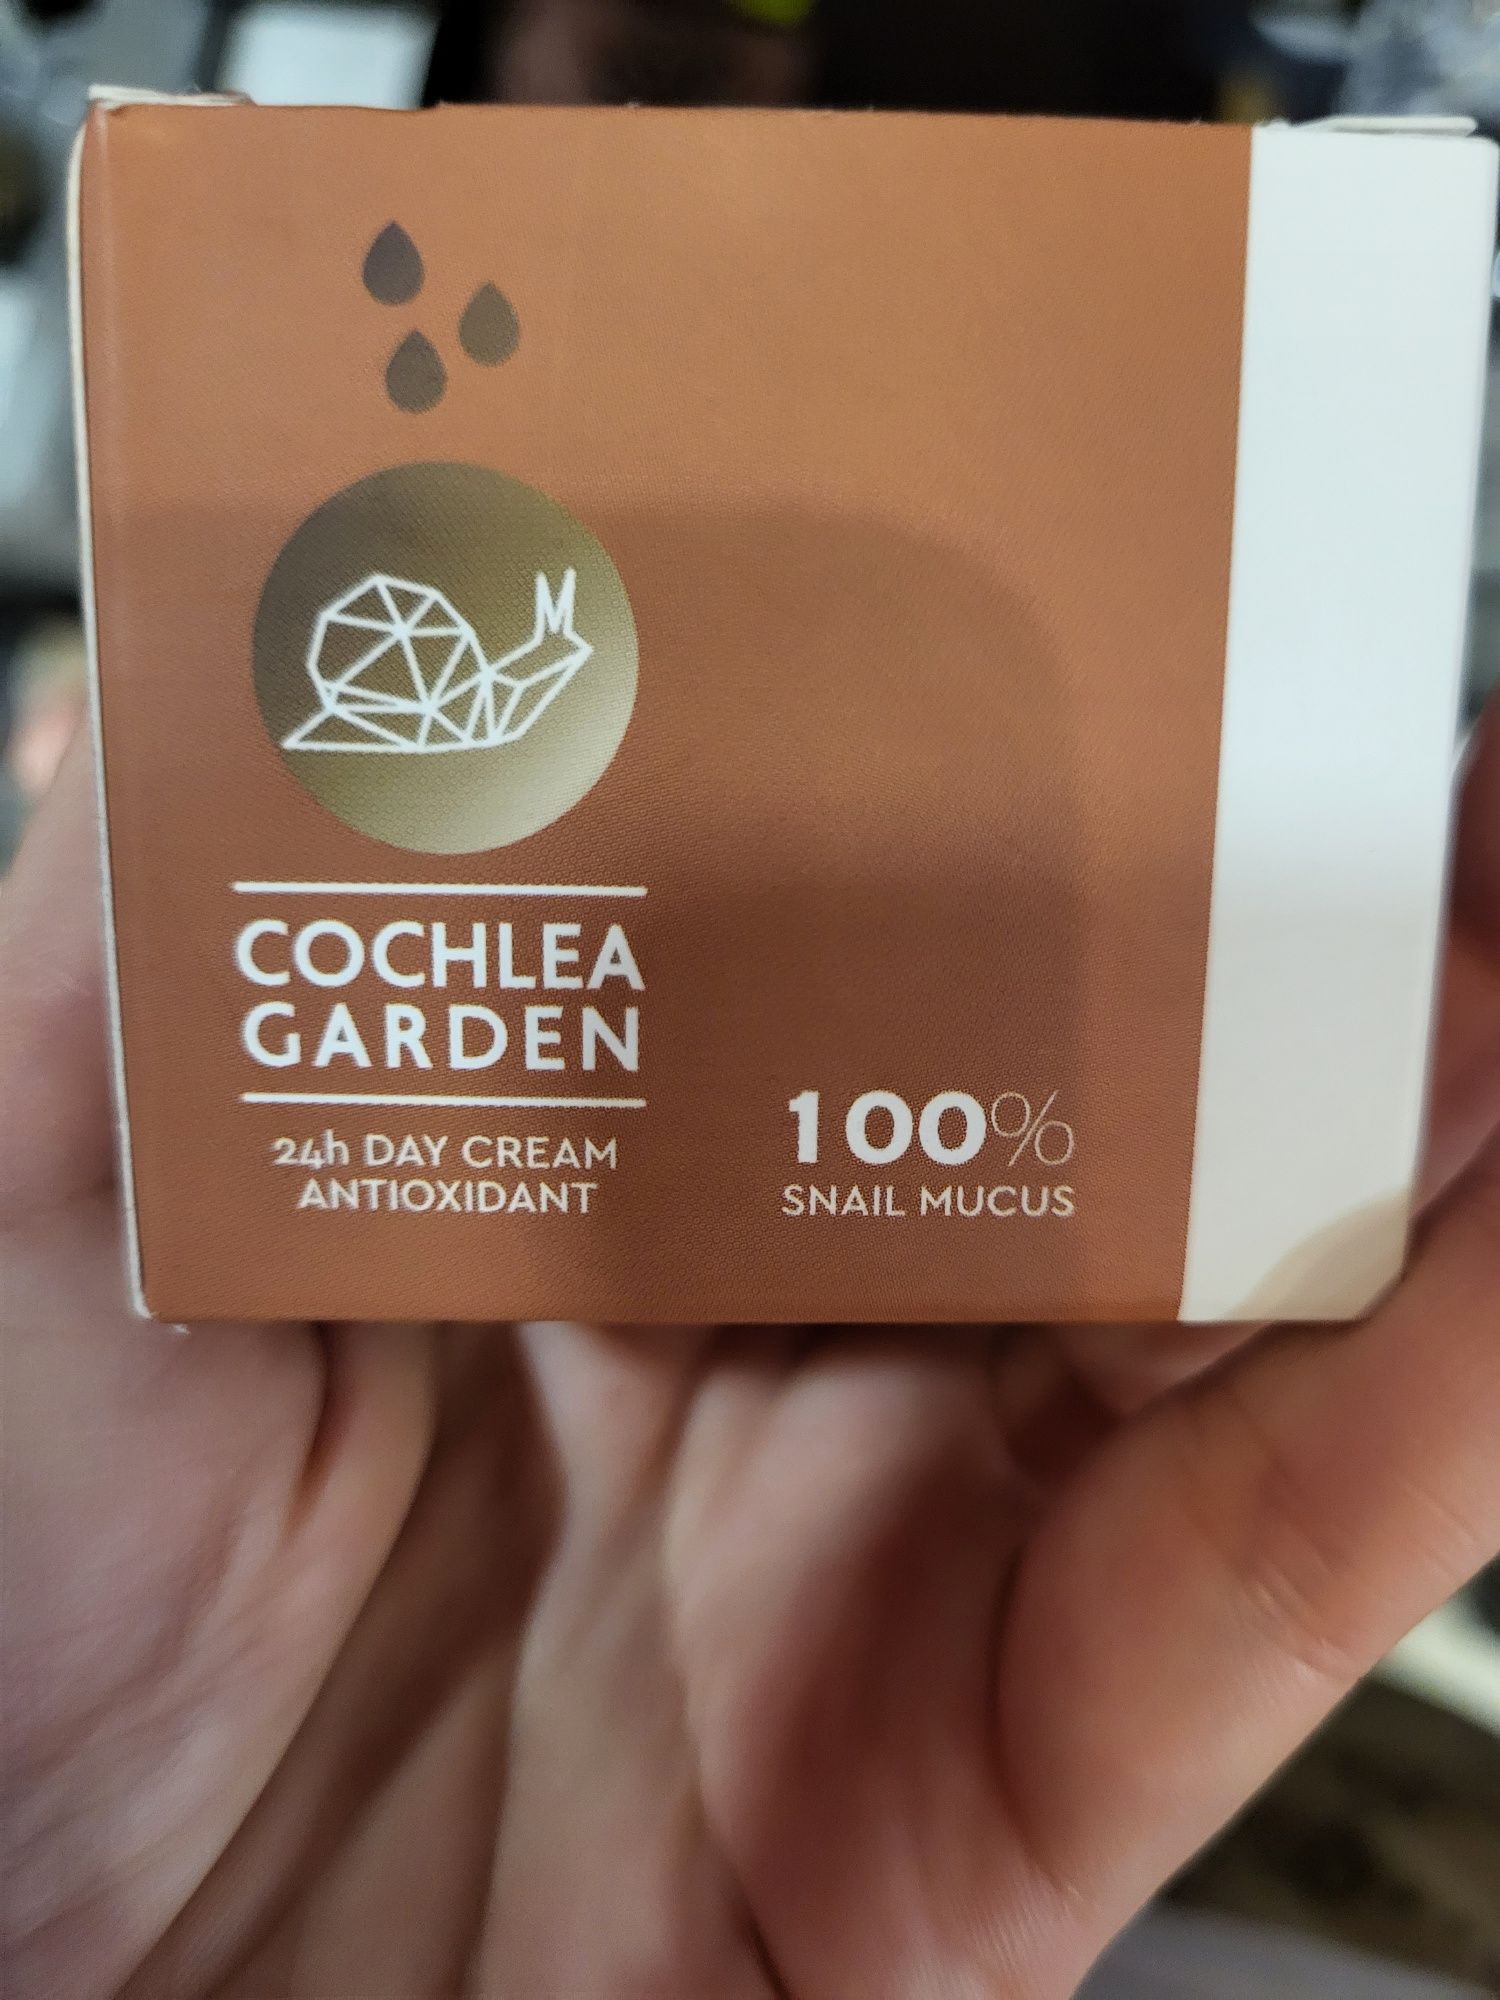 COCHLEA
GARDEN
24h DAY CREAM
ANTIOXIDANT
100%
SNAIL MUCUS